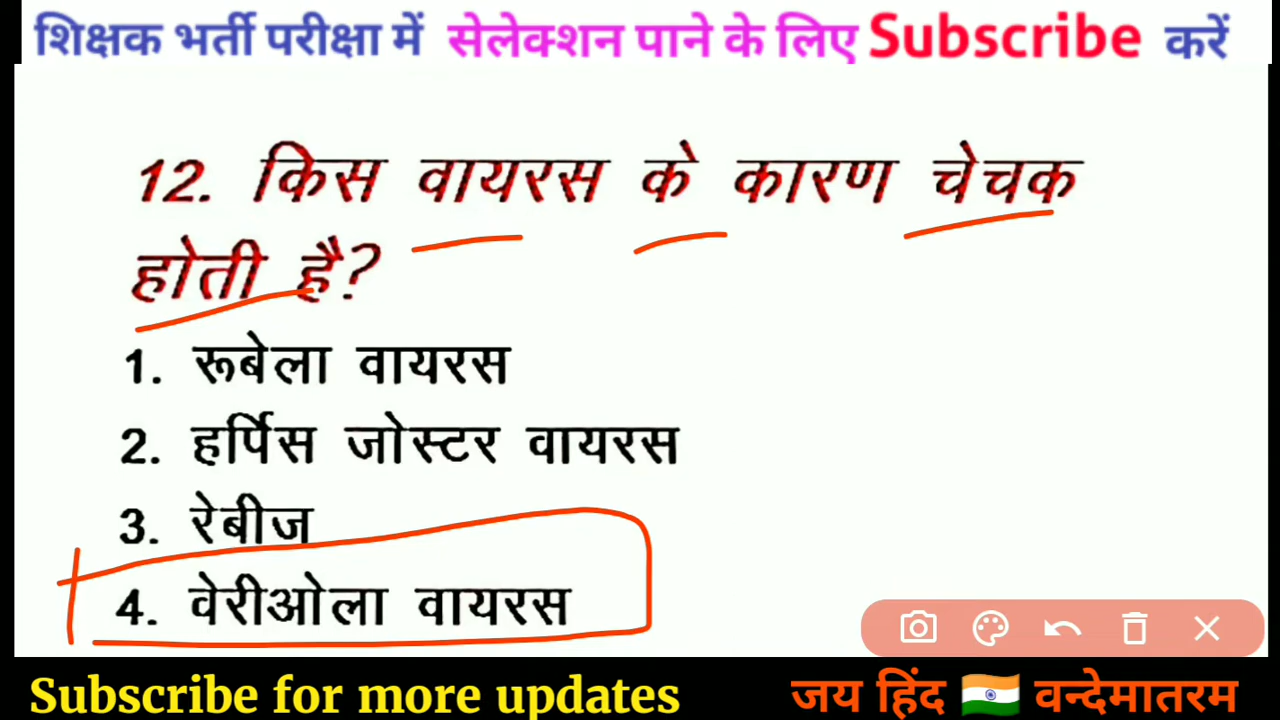 शिक्षक भर्ती परीक्षा में सेलेक्शन पाने के लिए Subscribe करें
12. किस वायरस के कारण चेचक
होती है?
1. रूबेला वायरस
2. हर्पिस जोस्टर वायरस
3. रेबीज
4. वेरीओला वायरस
Subscribe for more updates जय हिंद 🇮🇳 वन्देमातरम